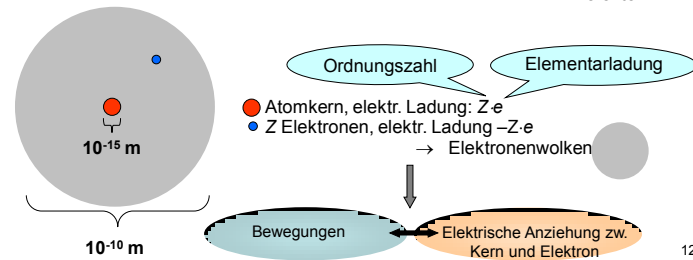 Ordnungszahl
Elementarladung
Atomkern, elektr. Ladung: Z·e
Z Elektronen, elektr. Ladung –Z·e
→ Elektronenwolken
10⁻¹⁵ m
10⁻¹⁰ m
Bewegungen
Elektrische Anziehung zw.
Kern und Elektron
12